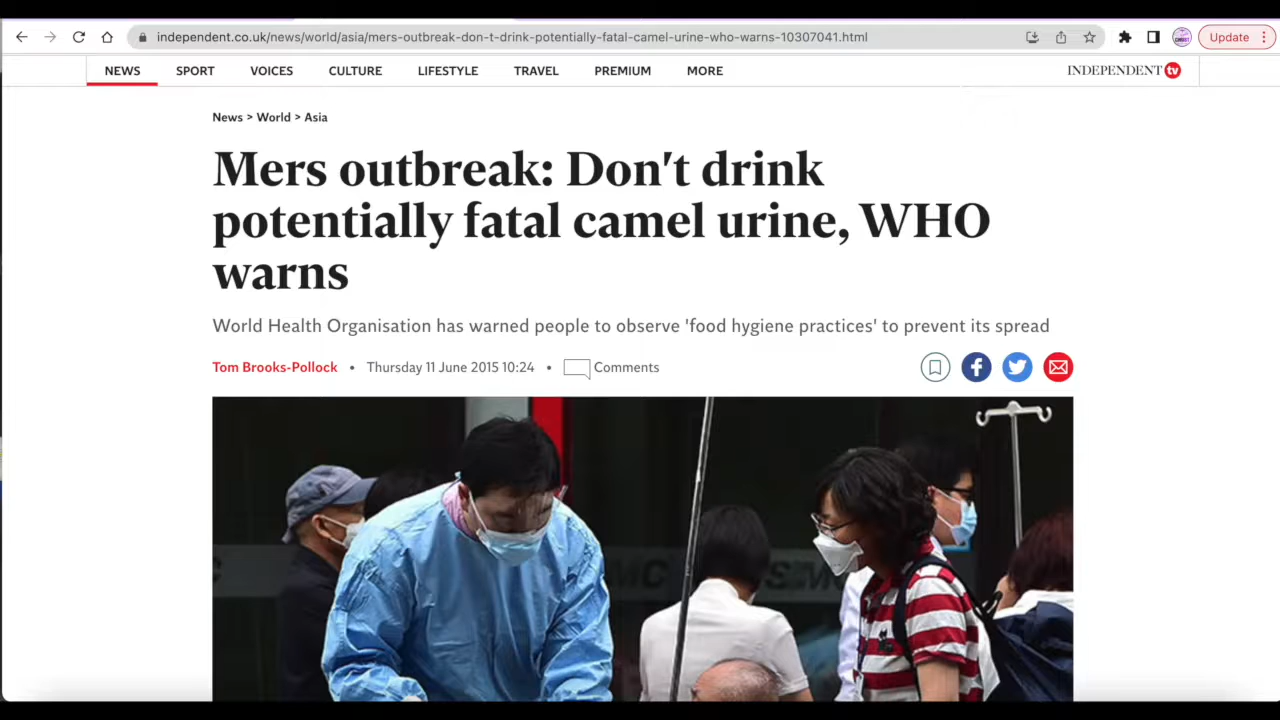 independent.co.uk/news/world/asia/mers-outbreak-don-t-drink-potentially-fatal-camel-urine-who-warns-10307041.html
Update
NEWS SPORT VOICES CULTURE LIFESTYLE TRAVEL PREMIUM MORE
INDEPENDENT tv
News > World > Asia
Mers outbreak: Don't drink
potentially fatal camel urine, WHO
warns
World Health Organisation has warned people to observe 'food hygiene practices' to prevent its spread
Tom Brooks-Pollock • Thursday 11 June 2015 10:24 • Comments